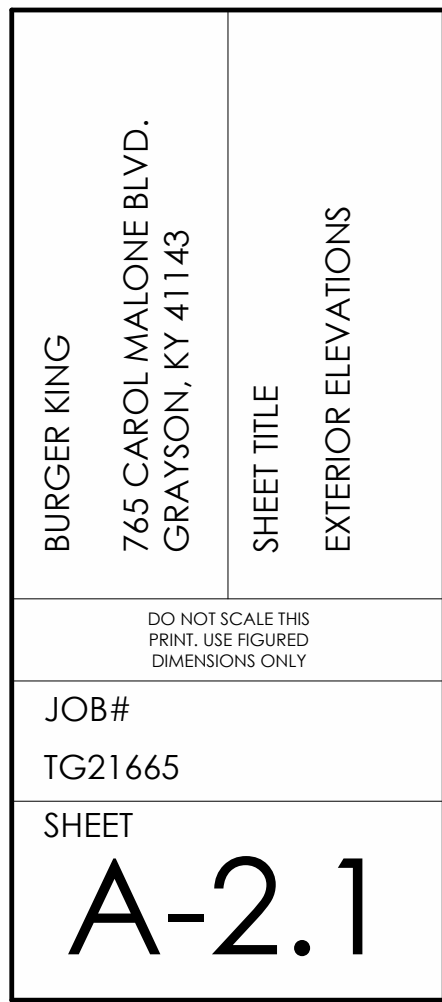 BURGER KING
765 CAROL MALONE BLVD.
GRAYSON, KY 41143
SHEET TITLE
EXTERIOR ELEVATIONS
DO NOT SCALE THIS
PRINT. USE FIGURED
DIMENSIONS ONLY
JOB#
TG21665
SHEET
A-2.1